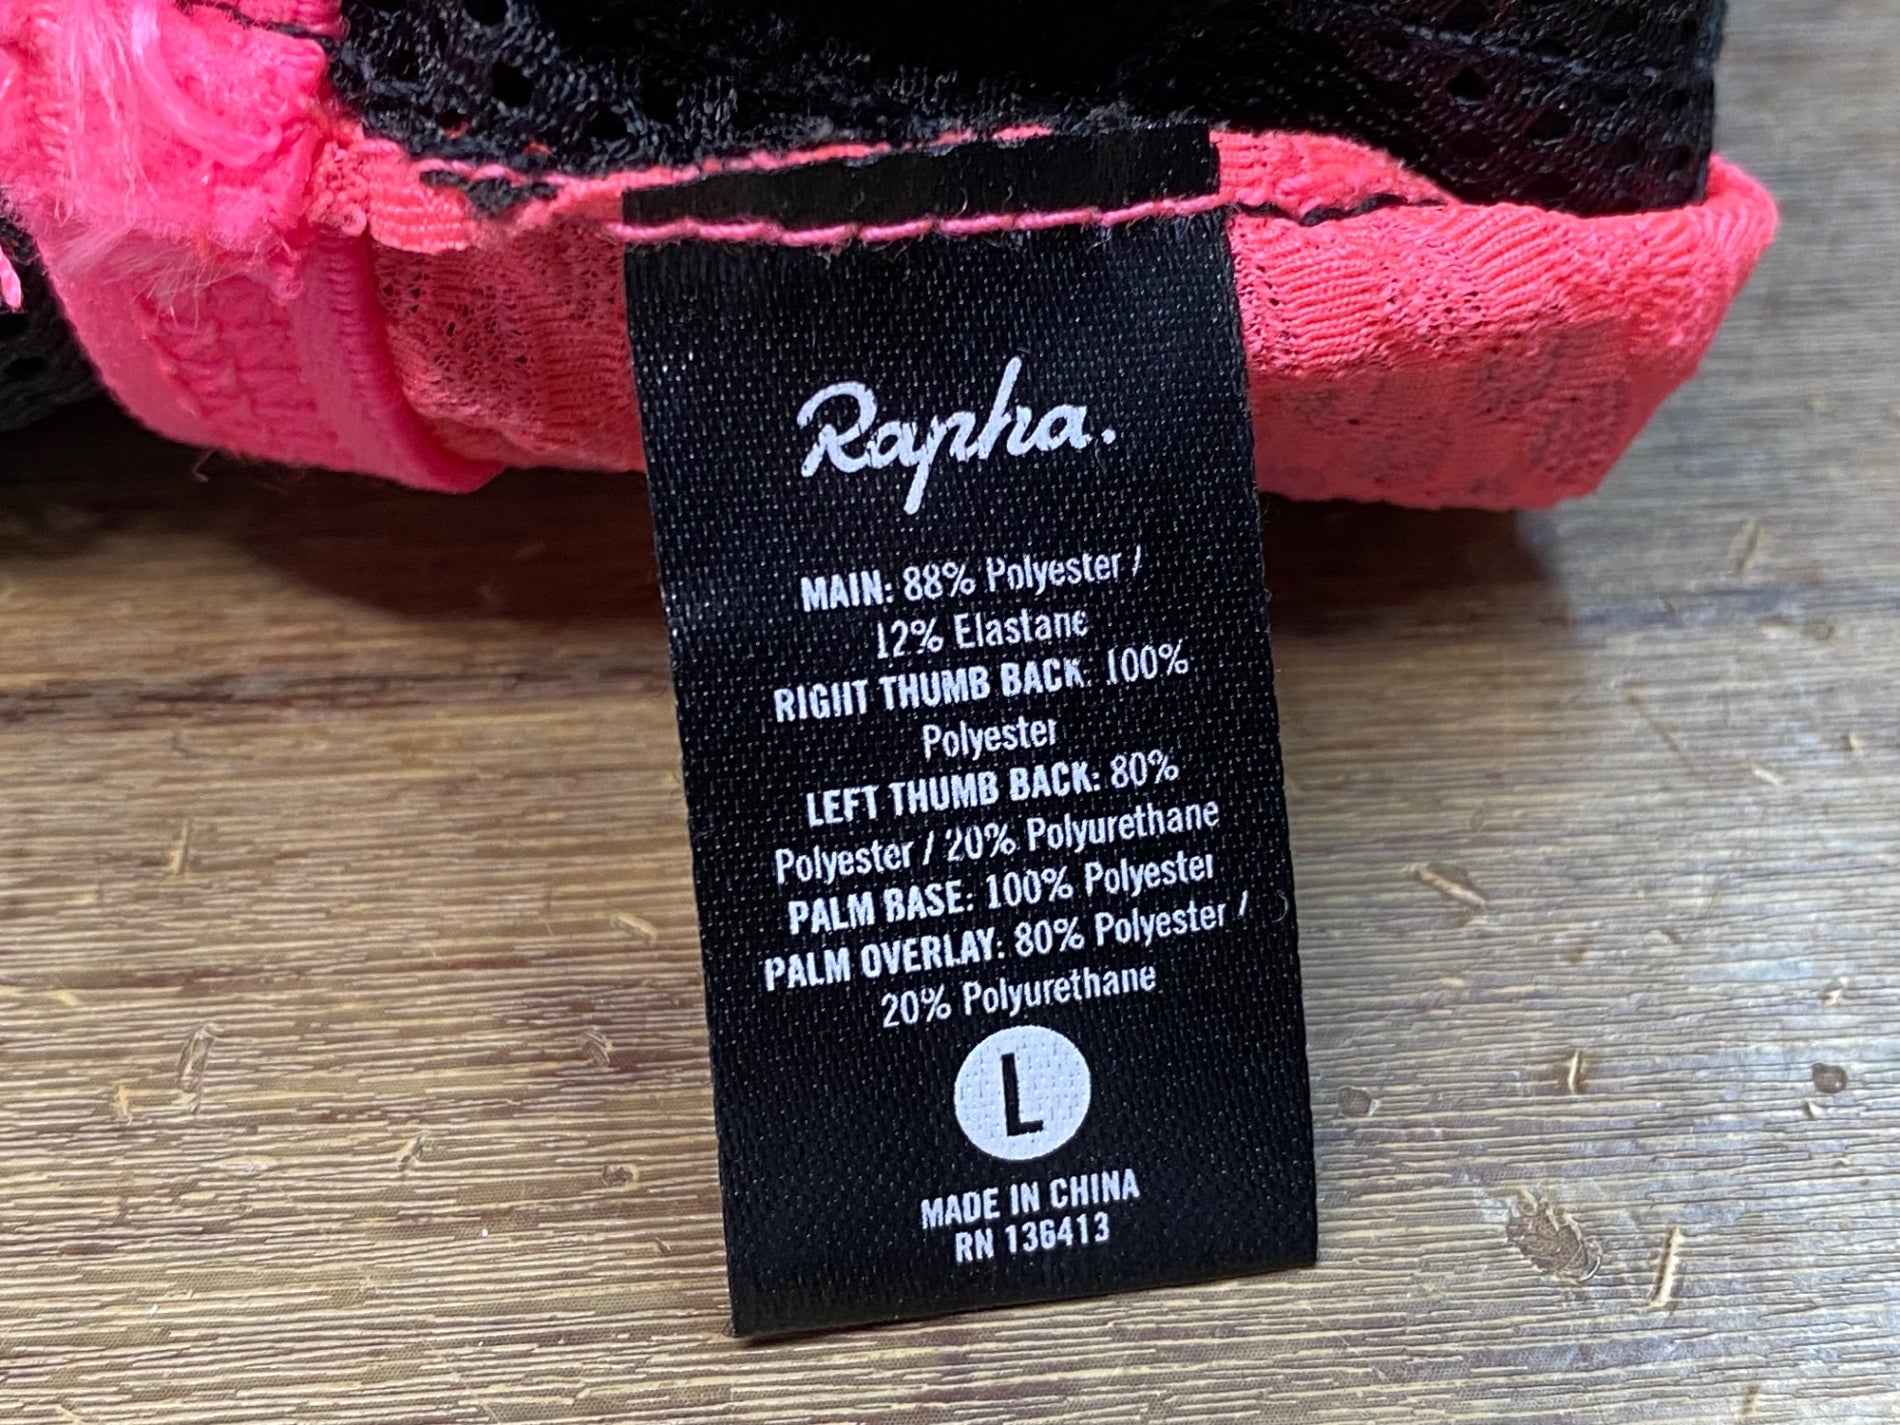 Rapha.
MAIN: 88% Polyester /
12% Elastane
RIGHT THUMB BACK: 100%
Polyester
LEFT THUMB BACK: 80%
Polyester / 20% Polyurethane
PALM BASE: 100% Polyester
PALM OVERLAY: 80% Polyester /
20% Polyurethane
L
MADE IN CHINA
RN 136413